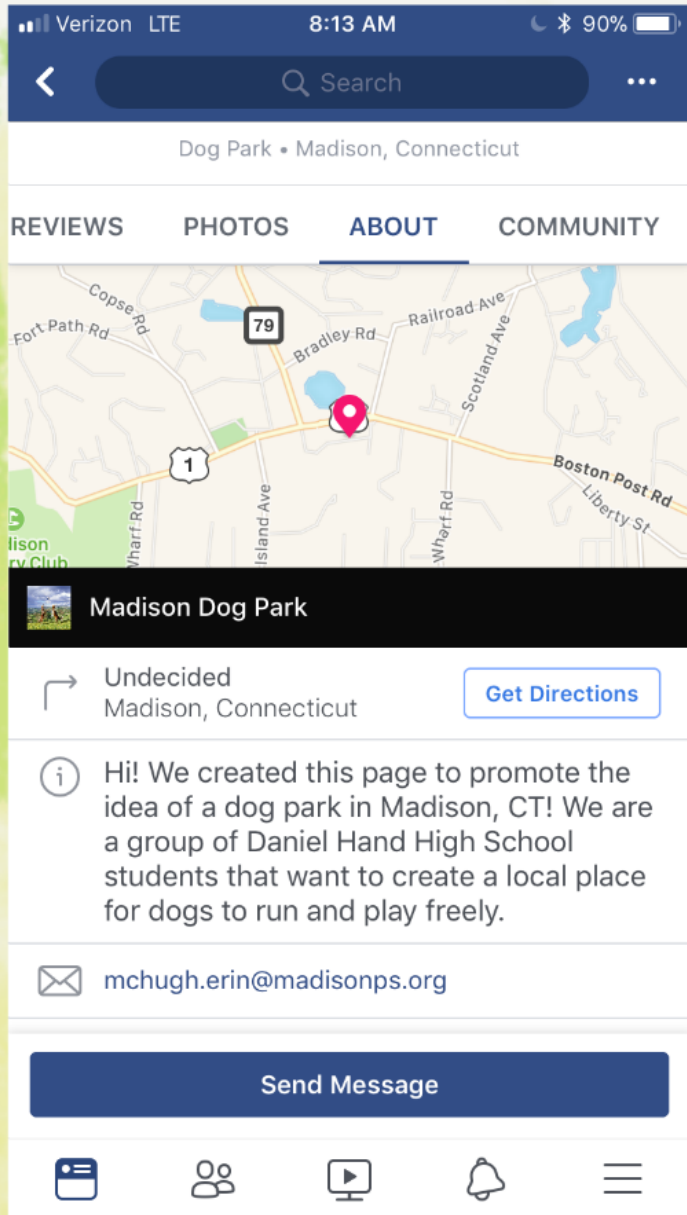 Verizon LTE 8:13 AM 90%
Search
Dog Park • Madison, Connecticut
REVIEWS PHOTOS ABOUT COMMUNITY
Copse Rd
Fort Path Rd
79
Bradley Rd
Railroad Ave
Scotland Ave
1
Boston Post Rd
Liberty St
Wharf Rd
Island Ave
Wharf Rd
Madison Dog Park
Undecided
Madison, Connecticut
Get Directions
Hi! We created this page to promote the
idea of a dog park in Madison, CT! We are
a group of Daniel Hand High School
students that want to create a local place
for dogs to run and play freely.
mchugh.erin@madisonps.org
Send Message